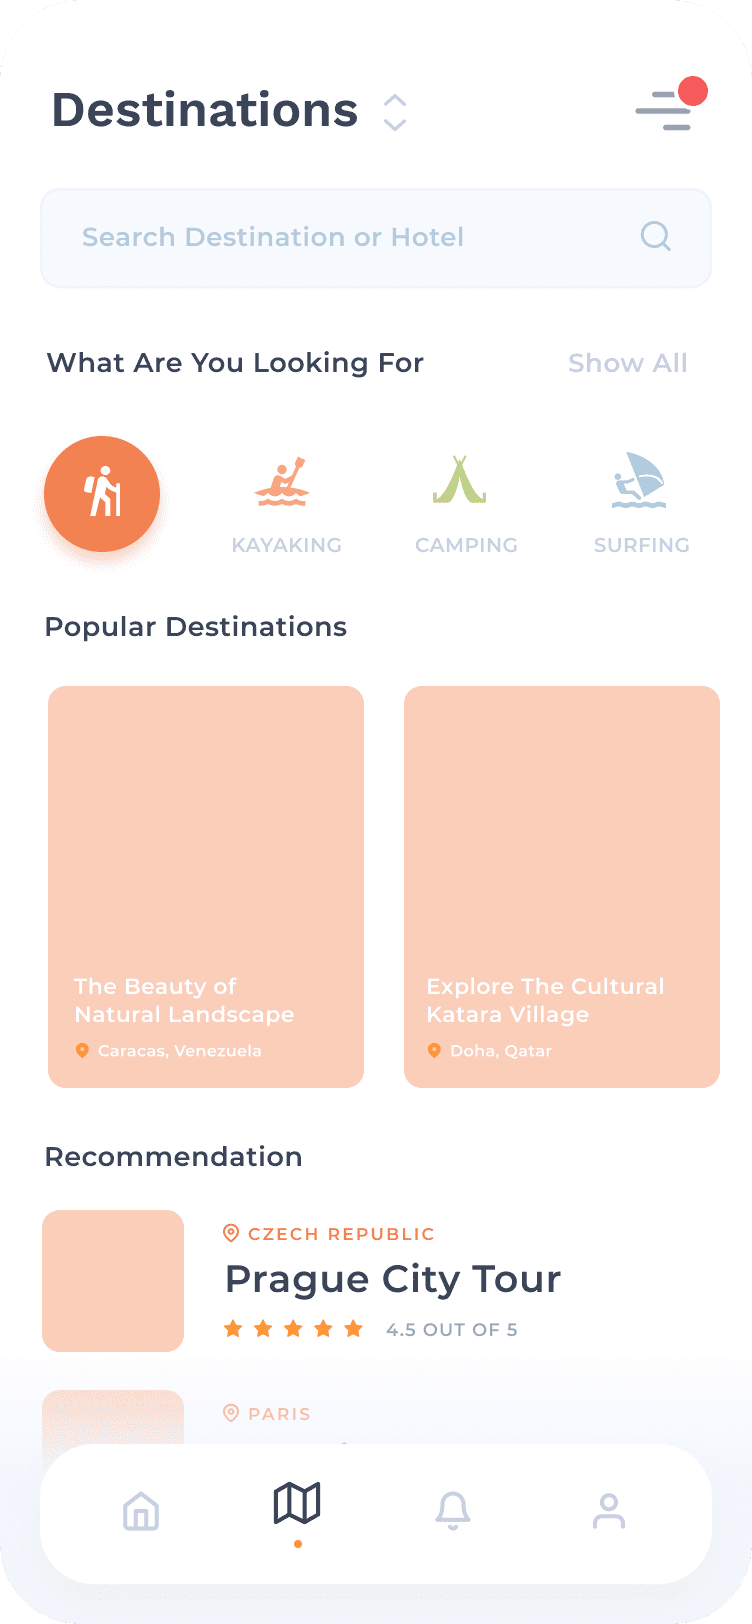 Destinations
Search Destination or Hotel
What Are You Looking For
Show All
KAYAKING
CAMPING
SURFING
Popular Destinations
The Beauty of
Natural Landscape
Caracas, Venezuela
Explore The Cultural
Katara Village
Doha, Qatar
Recommendation
CZECH REPUBLIC
Prague City Tour
4.5 OUT OF 5
PARIS